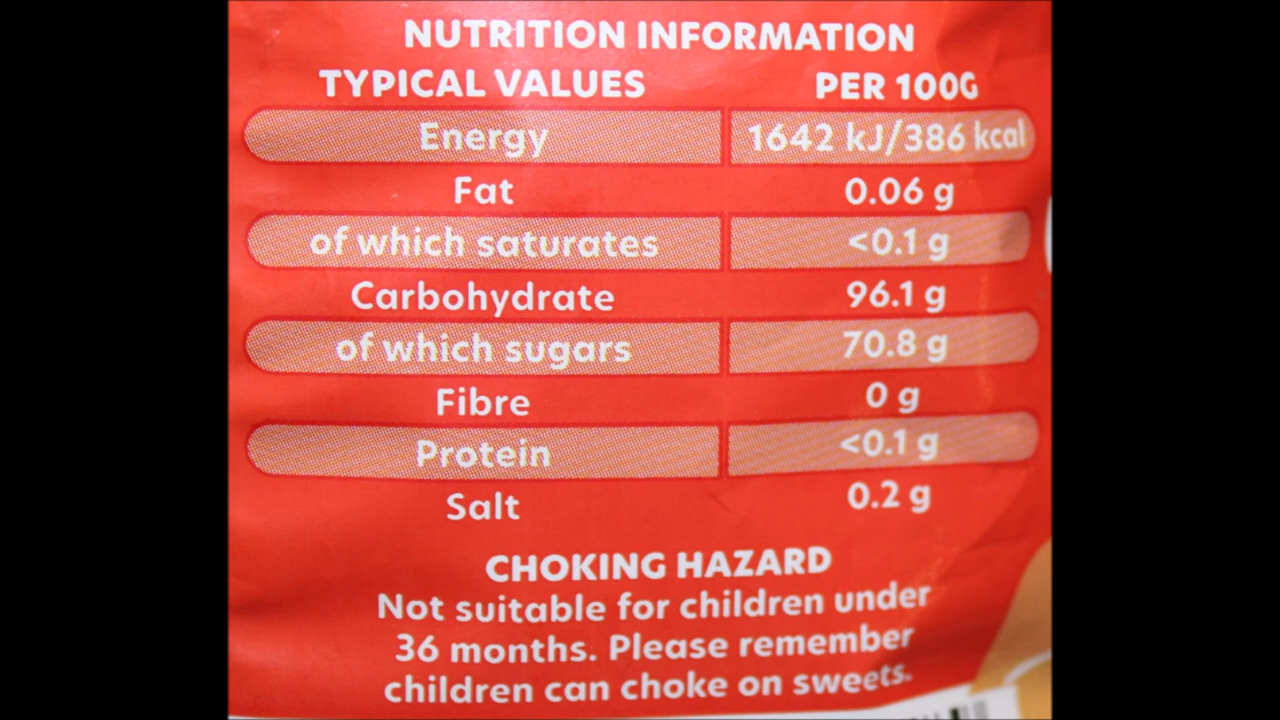 NUTRITION INFORMATION
TYPICAL VALUES PER 100G
Energy 1642 kJ/386 kcal
Fat 0.06 g
of which saturates <0.1 g
Carbohydrate 96.1 g
of which sugars 70.8 g
Fibre 0 g
Protein <0.1 g
Salt 0.2 g
CHOKING HAZARD
Not suitable for children under
36 months. Please remember
children can choke on sweets.